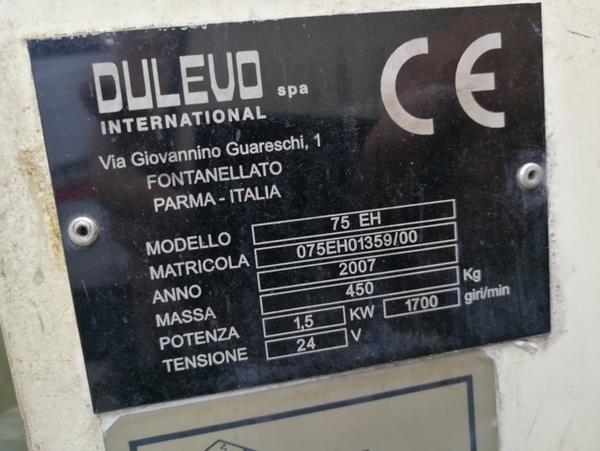 DULEVO spa
INTERNATIONAL
CE
Via Giovannino Guareschi, 1
FONTANELLATO
PARMA - ITALIA
MODELLO 75 EH
MATRICOLA 075EH01359/00
ANNO 2007
MASSA 450 Kg
POTENZA 1,5 KW 1700 giri/min
TENSIONE 24 V